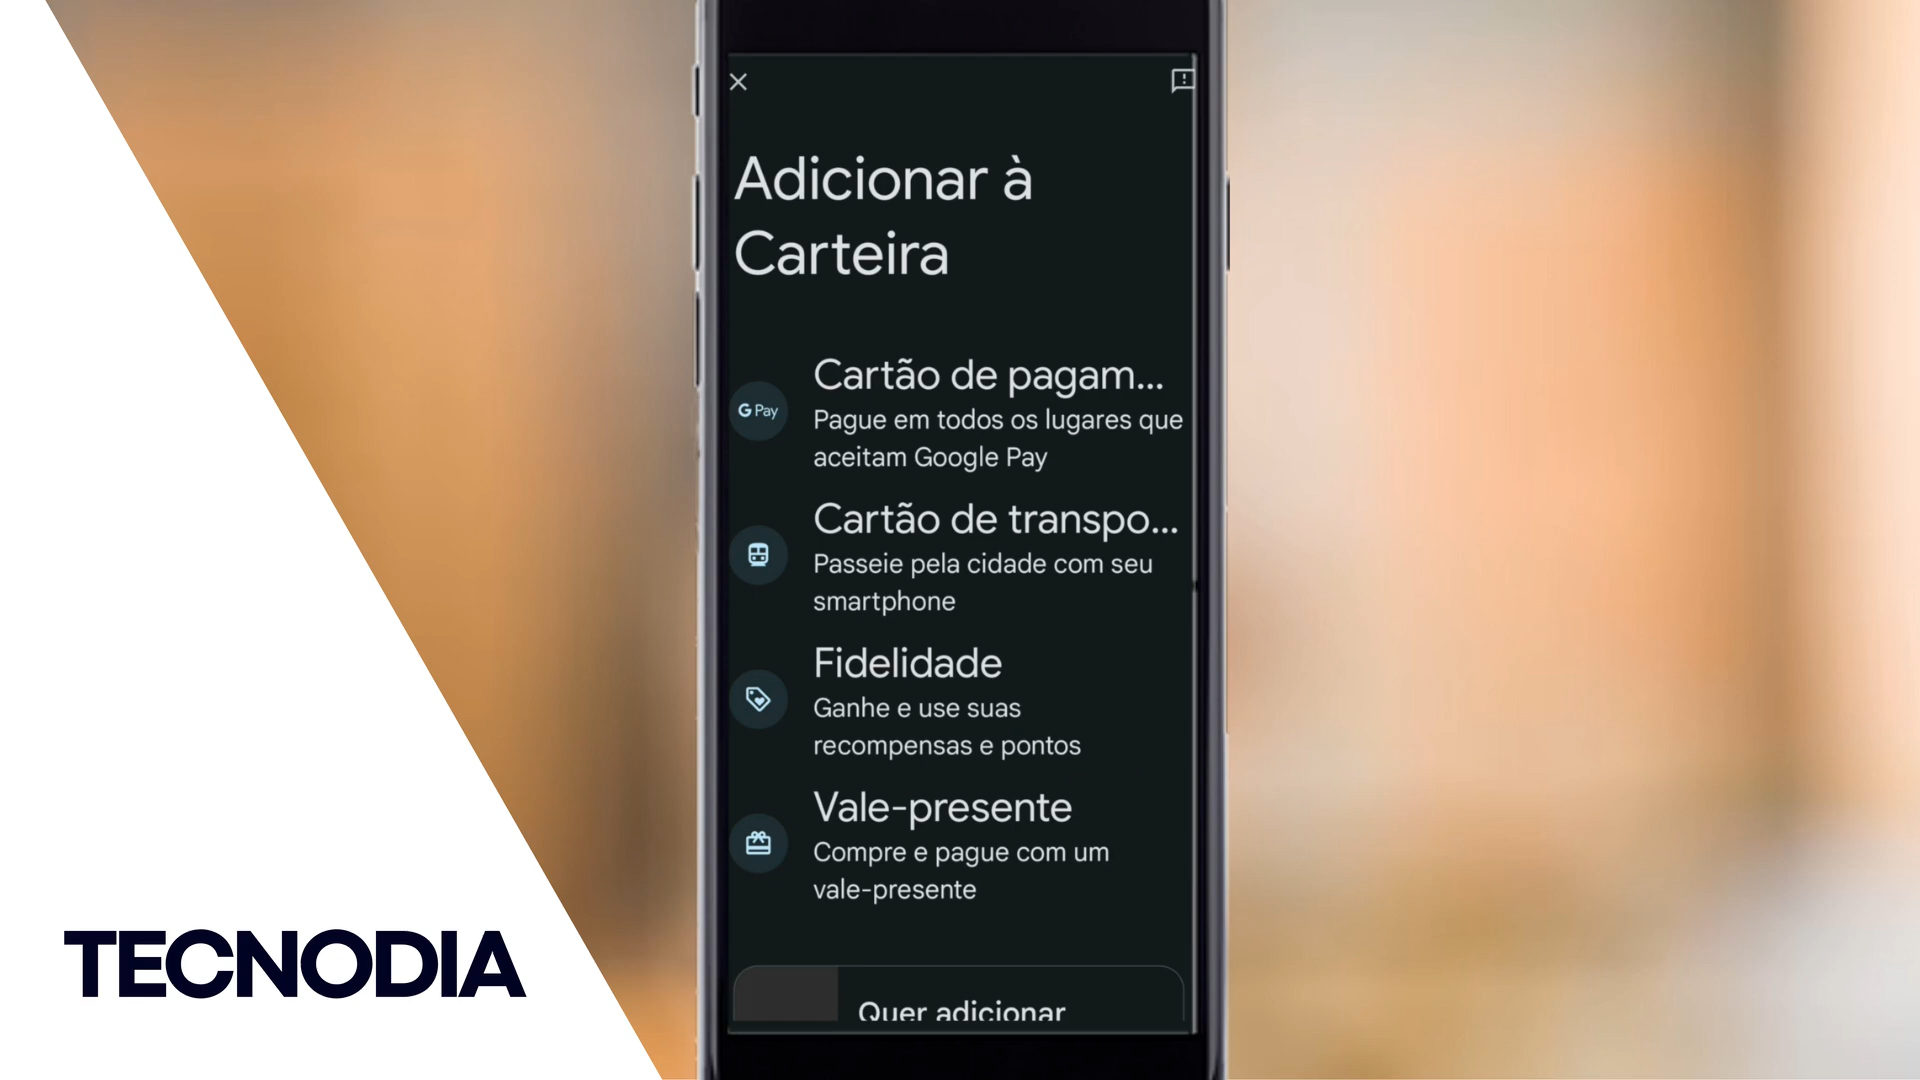 Adicionar à
Carteira
G Pay
Cartão de pagam...
Pague em todos os lugares que
aceitam Google Pay
Cartão de transpo...
Passeie pela cidade com seu
smartphone
Fidelidade
Ganhe e use suas
recompensas e pontos
Vale-presente
Compre e pague com um
vale-presente
Quer adicionar
TECNODIA